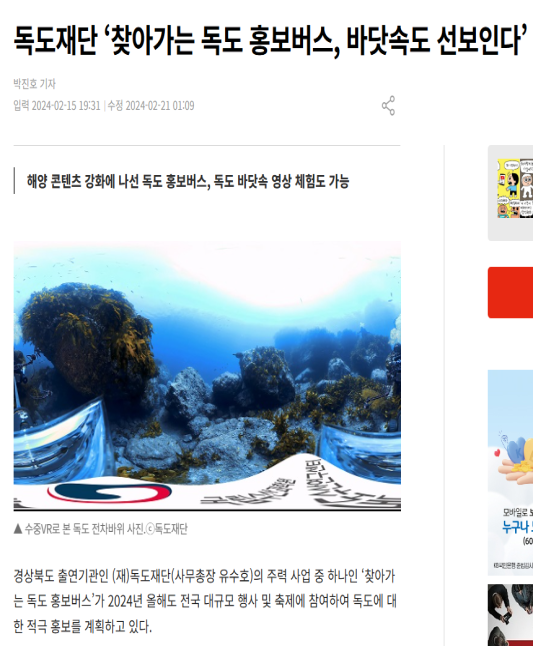 독도재단 ‘찾아가는 독도 홍보버스, 바닷속도 선보인다’
박진호 기자
입력 2024-02-15 19:31 | 수정 2024-02-21 01:09
해양 콘텐츠 강화에 나선 독도 홍보버스, 독도 바닷속 영상 체험도 가능
▲ 수중VR로 본 독도 전차바위 사진.ⓒ독도재단
경상북도 출연기관인 (재)독도재단(사무총장 유수호)의 주력 사업 중 하나인 ‘찾아가
는 독도 홍보버스’가 2024년 올해도 전국 대규모 행사 및 축제에 참여하여 독도에 대
한 적극 홍보를 계획하고 있다.
모바일로 보
누구나
(60